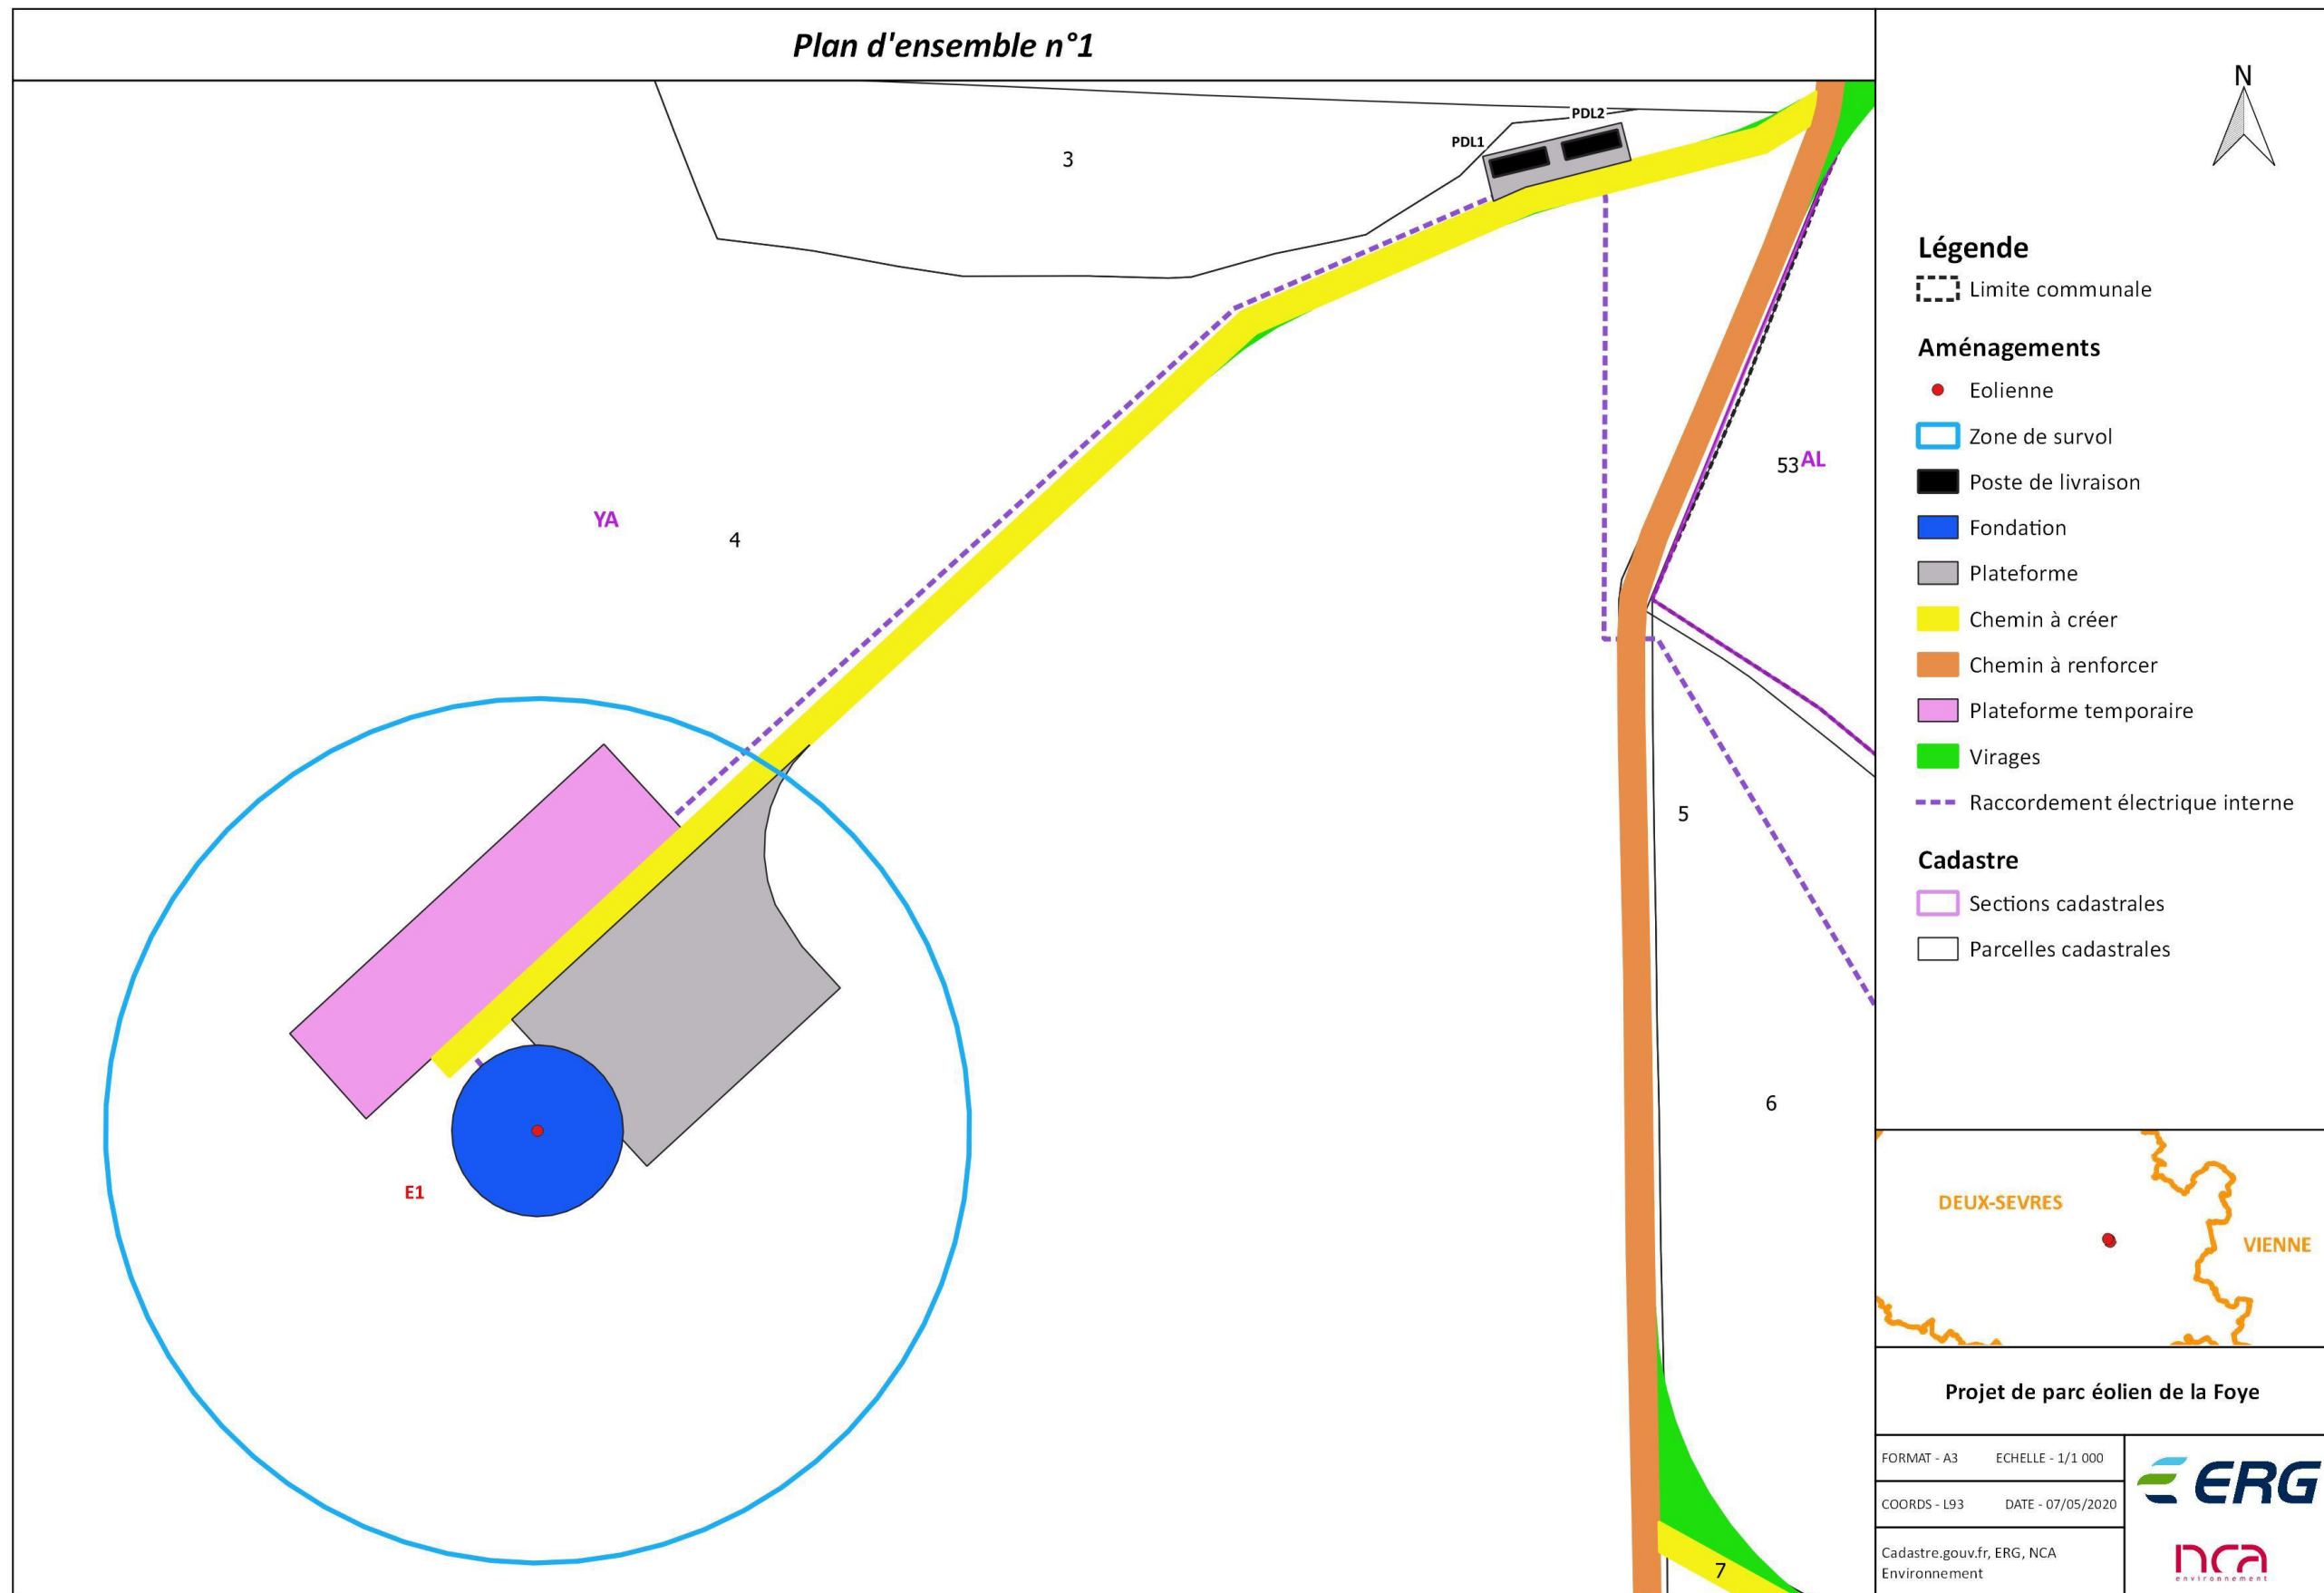 Plan d'ensemble n°1
N
PDL2
PDL1
3
Légende
Limite communale
Aménagements
Eolienne
Zone de survol
53 AL
Poste de livraison
YA
4
Fondation
Plateforme
Chemin à créer
Chemin à renforcer
Plateforme temporaire
Virages
5
Raccordement électrique interne
Cadastre
Sections cadastrales
Parcelles cadastrales
6
E1
DEUX-SEVRES
VIENNE
Projet de parc éolien de la Foye
FORMAT - A3 ECHELLE - 1/1 000
ERG
COORDS - L93 DATE - 07/05/2020
Cadastre.gouv.fr, ERG, NCA
Environnement
nca
environnement
7